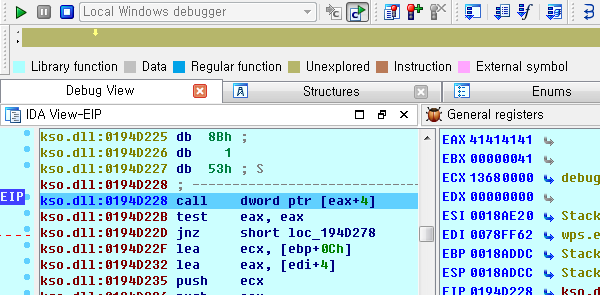 Local Windows debugger
Library function Data Regular function Unexplored Instruction External symbol
Debug View Structures Enums
IDA View-EIP
kso.dll:0194D225 db 8Bh ;
kso.dll:0194D226 db 1
kso.dll:0194D227 db 53h ; S
kso.dll:0194D228 ; ---------------------------------
EIP kso.dll:0194D228 call dword ptr [eax+4]
kso.dll:0194D22B test eax, eax
kso.dll:0194D22D jnz short loc_194D278
kso.dll:0194D22F lea ecx, [ebp+0Ch]
kso.dll:0194D232 lea eax, [edi+4]
kso.dll:0194D235 push ecx
General registers
EAX 41414141
EBX 00000041
ECX 13680000 debug
EDX 00000000
ESI 0018AE20 Stack
EDI 0078FF62 wps.e
EBP 0018ADDC Stack
ESP 0018ADCC Stack
EIP 0194D228 kso.d